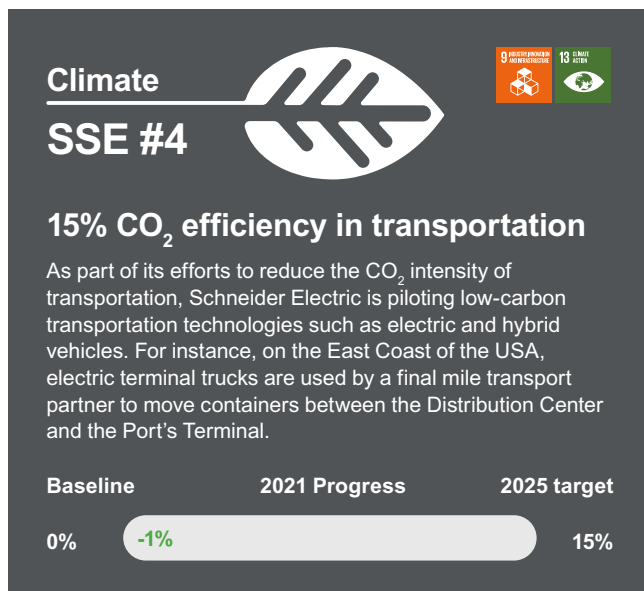 Climate
SSE #4
9 INDUSTRY, INNOVATION
AND INFRASTRUCTURE
13 CLIMATE
ACTION
15% CO₂ efficiency in transportation
As part of its efforts to reduce the CO₂ intensity of
transportation, Schneider Electric is piloting low-carbon
transportation technologies such as electric and hybrid
vehicles. For instance, on the East Coast of the USA,
electric terminal trucks are used by a final mile transport
partner to move containers between the Distribution Center
and the Port’s Terminal.
Baseline 2021 Progress 2025 target
0% -1% 15%